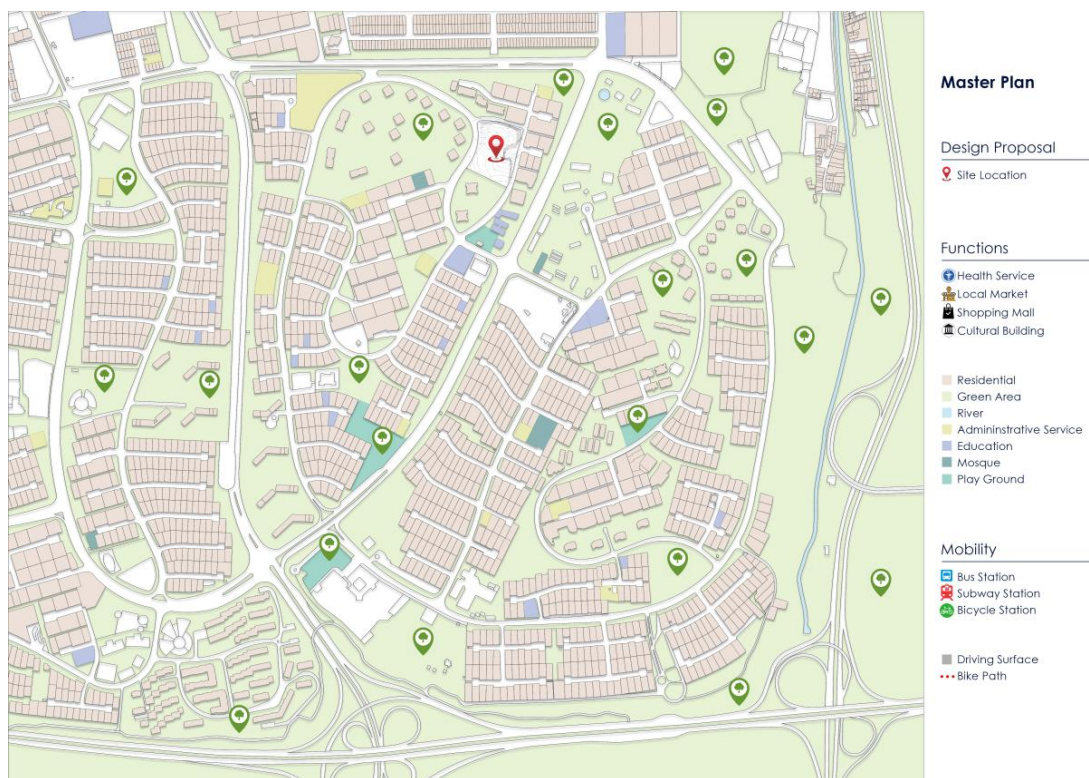 Master Plan
Design Proposal
Site Location
Functions
Health Service
Local Market
Shopping Mall
Cultural Building
Residential
Green Area
River
Admininstrative Service
Education
Mosque
Play Ground
Mobility
Bus Station
Subway Station
Bicycle Station
Driving Surface
Bike Path